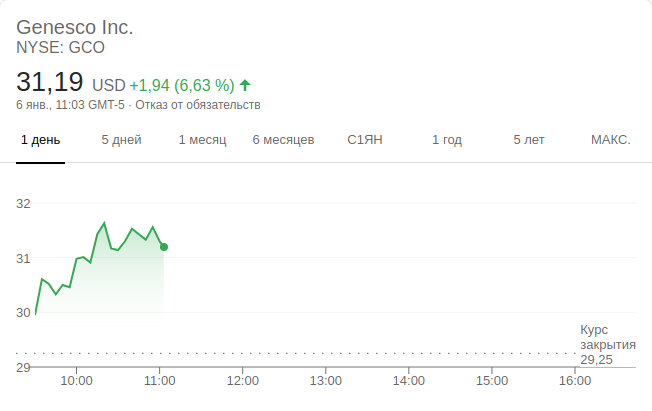 Genesco Inc.
NYSE: GCO
31,19 USD +1,94 (6,63 %)
6 янв., 11:03 GMT-5 · Отказ от обязательств
1 день 5 дней 1 месяц 6 месяцев С1ЯН 1 год 5 лет МАКС.
32
31
30
29
Курс
закрытия
29,25
10:00 11:00 12:00 13:00 14:00 15:00 16:00